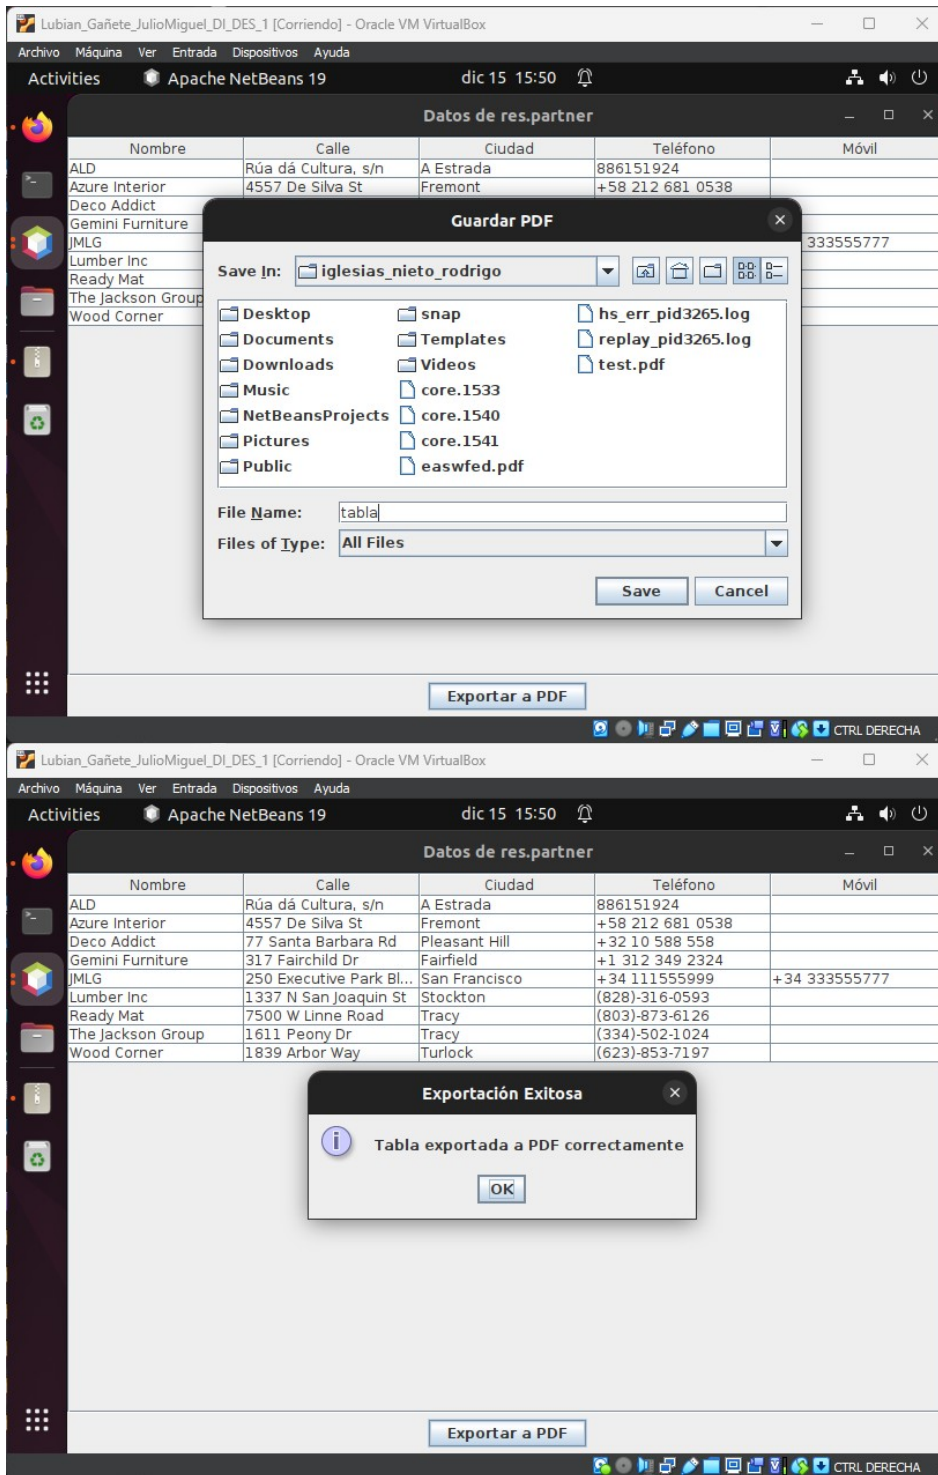 Lubian_Gañete_JulioMiguel_DI_DES_1 [Corriendo] - Oracle VM VirtualBox
Archivo Máquina Ver Entrada Dispositivos Ayuda
Activities Apache NetBeans 19 dic 15 15:50
Datos de res.partner
Nombre Calle Ciudad Teléfono Móvil
ALD Rúa dá Cultura, s/n A Estrada 886151924
Azure Interior 4557 De Silva St Fremont +58 212 681 0538
Deco Addict
Gemini Furniture
JMLG 333555777
Lumber Inc
Ready Mat
The Jackson Group
Wood Corner
Guardar PDF
Save In: iglesias_nieto_rodrigo
Desktop snap hs_err_pid3265.log
Documents Templates replay_pid3265.log
Downloads Videos test.pdf
Music core.1533
NetBeansProjects core.1540
Pictures core.1541
Public easwfed.pdf
File Name: tabla
Files of Type: All Files
Save Cancel
Exportar a PDF
CTRL DERECHA
Lubian_Gañete_JulioMiguel_DI_DES_1 [Corriendo] - Oracle VM VirtualBox
Archivo Máquina Ver Entrada Dispositivos Ayuda
Activities Apache NetBeans 19 dic 15 15:50
Datos de res.partner
Nombre Calle Ciudad Teléfono Móvil
ALD Rúa dá Cultura, s/n A Estrada 886151924
Azure Interior 4557 De Silva St Fremont +58 212 681 0538
Deco Addict 77 Santa Barbara Rd Pleasant Hill +32 10 588 558
Gemini Furniture 317 Fairchild Dr Fairfield +1 312 349 2324
JMLG 250 Executive Park Bl... San Francisco +34 111555999 +34 333555777
Lumber Inc 1337 N San Joaquin St Stockton (828)-316-0593
Ready Mat 7500 W Linne Road Tracy (803)-873-6126
The Jackson Group 1611 Peony Dr Tracy (334)-502-1024
Wood Corner 1839 Arbor Way Turlock (623)-853-7197
Exportación Exitosa
Tabla exportada a PDF correctamente
OK
Exportar a PDF
CTRL DERECHA